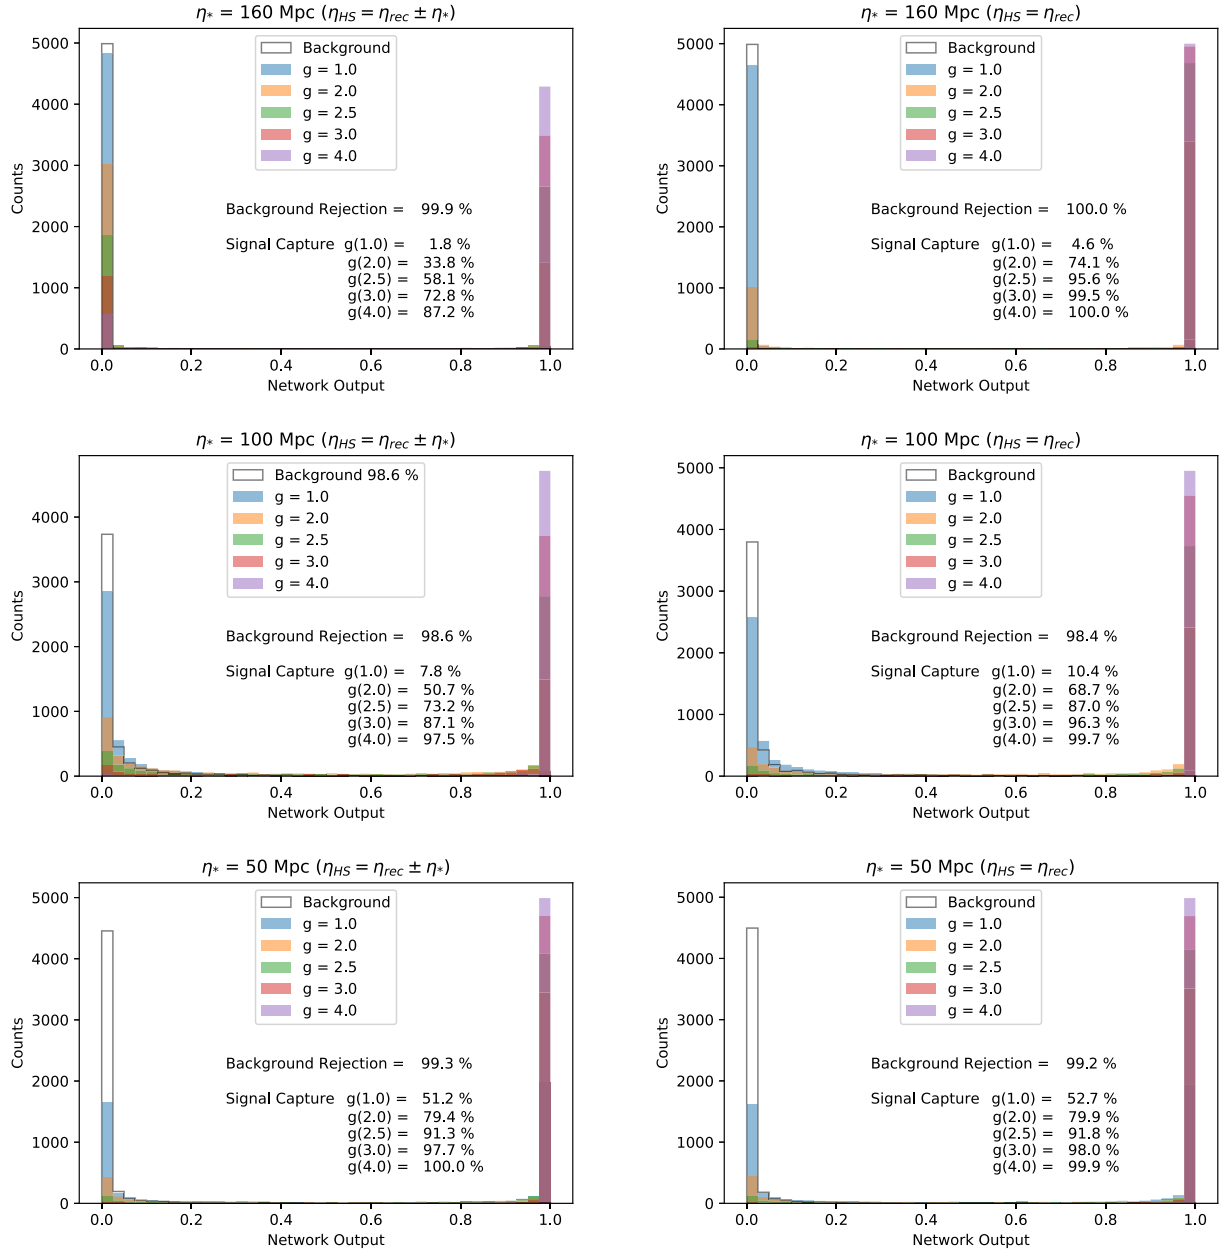 η* = 160 Mpc (ηHS = ηrec ± η*)
5000
4000
3000
2000
1000
0
Counts
Background
g = 1.0
g = 2.0
g = 2.5
g = 3.0
g = 4.0
Background Rejection = 99.9 %
Signal Capture g(1.0) = 1.8 %
g(2.0) = 33.8 %
g(2.5) = 58.1 %
g(3.0) = 72.8 %
g(4.0) = 87.2 %
0.0 0.2 0.4 0.6 0.8 1.0
Network Output
η* = 160 Mpc (ηHS = ηrec)
5000
4000
3000
2000
1000
0
Counts
Background
g = 1.0
g = 2.0
g = 2.5
g = 3.0
g = 4.0
Background Rejection = 100.0 %
Signal Capture g(1.0) = 4.6 %
g(2.0) = 74.1 %
g(2.5) = 95.6 %
g(3.0) = 99.5 %
g(4.0) = 100.0 %
0.0 0.2 0.4 0.6 0.8 1.0
Network Output
η* = 100 Mpc (ηHS = ηrec ± η*)
4000
3000
2000
1000
0
Counts
Background 98.6 %
g = 1.0
g = 2.0
g = 2.5
g = 3.0
g = 4.0
Background Rejection = 98.6 %
Signal Capture g(1.0) = 7.8 %
g(2.0) = 50.7 %
g(2.5) = 73.2 %
g(3.0) = 87.1 %
g(4.0) = 97.5 %
0.0 0.2 0.4 0.6 0.8 1.0
Network Output
η* = 100 Mpc (ηHS = ηrec)
5000
4000
3000
2000
1000
0
Counts
Background
g = 1.0
g = 2.0
g = 2.5
g = 3.0
g = 4.0
Background Rejection = 98.4 %
Signal Capture g(1.0) = 10.4 %
g(2.0) = 68.7 %
g(2.5) = 87.0 %
g(3.0) = 96.3 %
g(4.0) = 99.7 %
0.0 0.2 0.4 0.6 0.8 1.0
Network Output
η* = 50 Mpc (ηHS = ηrec ± η*)
5000
4000
3000
2000
1000
0
Counts
Background
g = 1.0
g = 2.0
g = 2.5
g = 3.0
g = 4.0
Background Rejection = 99.3 %
Signal Capture g(1.0) = 51.2 %
g(2.0) = 79.4 %
g(2.5) = 91.3 %
g(3.0) = 97.7 %
g(4.0) = 100.0 %
0.0 0.2 0.4 0.6 0.8 1.0
Network Output
η* = 50 Mpc (ηHS = ηrec)
5000
4000
3000
2000
1000
0
Counts
Background
g = 1.0
g = 2.0
g = 2.5
g = 3.0
g = 4.0
Background Rejection = 99.2 %
Signal Capture g(1.0) = 52.7 %
g(2.0) = 79.9 %
g(2.5) = 91.8 %
g(3.0) = 98.0 %
g(4.0) = 99.9 %
0.0 0.2 0.4 0.6 0.8 1.0
Network Output